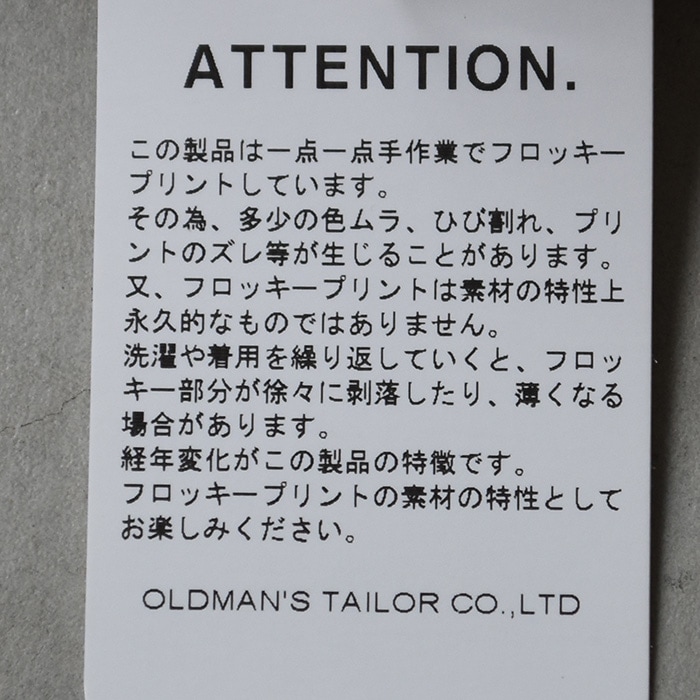 ATTENTION.
この製品は一点一点手作業でフロッキー
プリントしています。
その為、多少の色ムラ、ひび割れ、プリ
ントのズレ等が生じることがあります。
又、フロッキープリントは素材の特性上
永久的なものではありません。
洗濯や着用を繰り返していくと、フロッ
キー部分が徐々に剥落したり、薄くなる
場合があります。
経年変化がこの製品の特徴です。
フロッキープリントの素材の特性として
お楽しみください。
OLDMAN'S TAILOR CO.,LTD